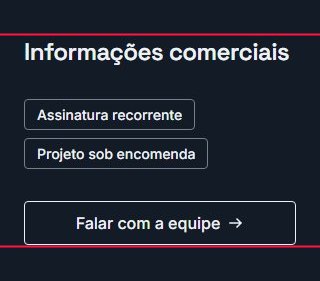 Informações comerciais
Assinatura recorrente
Projeto sob encomenda
Falar com a equipe →